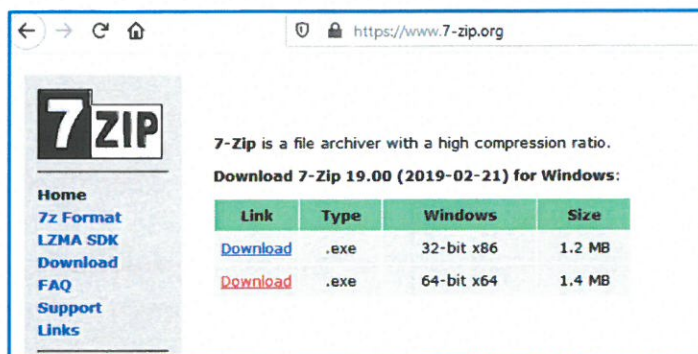 https://www.7-zip.org
7ZIP
7-Zip is a file archiver with a high compression ratio.
Download 7-Zip 19.00 (2019-02-21) for Windows:
Link Type Windows Size
Download .exe 32-bit x86 1.2 MB
Download .exe 64-bit x64 1.4 MB
Home
7z Format
LZMA SDK
Download
FAQ
Support
Links